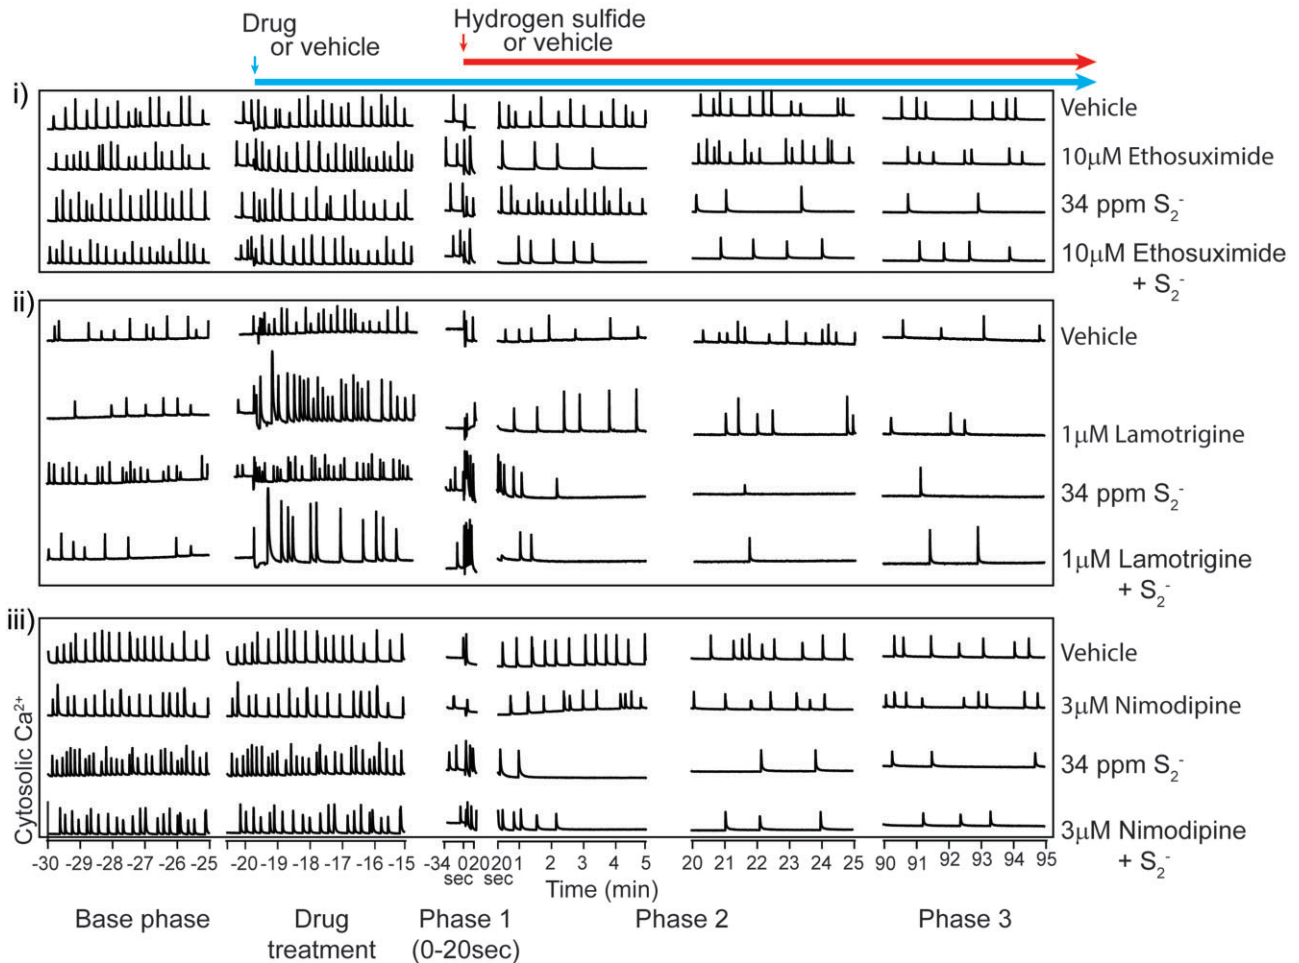 Drug
or vehicle
Hydrogen sulfide
or vehicle
i)
Vehicle
10μM Ethosuximide
34 ppm S₂⁻
10μM Ethosuximide
+ S₂⁻
ii)
Vehicle
1μM Lamotrigine
34 ppm S₂⁻
1μM Lamotrigine
+ S₂⁻
iii)
Vehicle
3μM Nimodipine
34 ppm S₂⁻
3μM Nimodipine
+ S₂⁻
Cytosolic Ca²⁺
-30 -29 -28 -27 -26 -25 -20 -19 -18 -17 -16 -15 -34 0 20 20 1 2 3 4 5 20 21 22 23 24 25 90 91 92 93 94 95
sec sec
Time (min)
Base phase Drug treatment Phase 1 (0-20sec) Phase 2 Phase 3